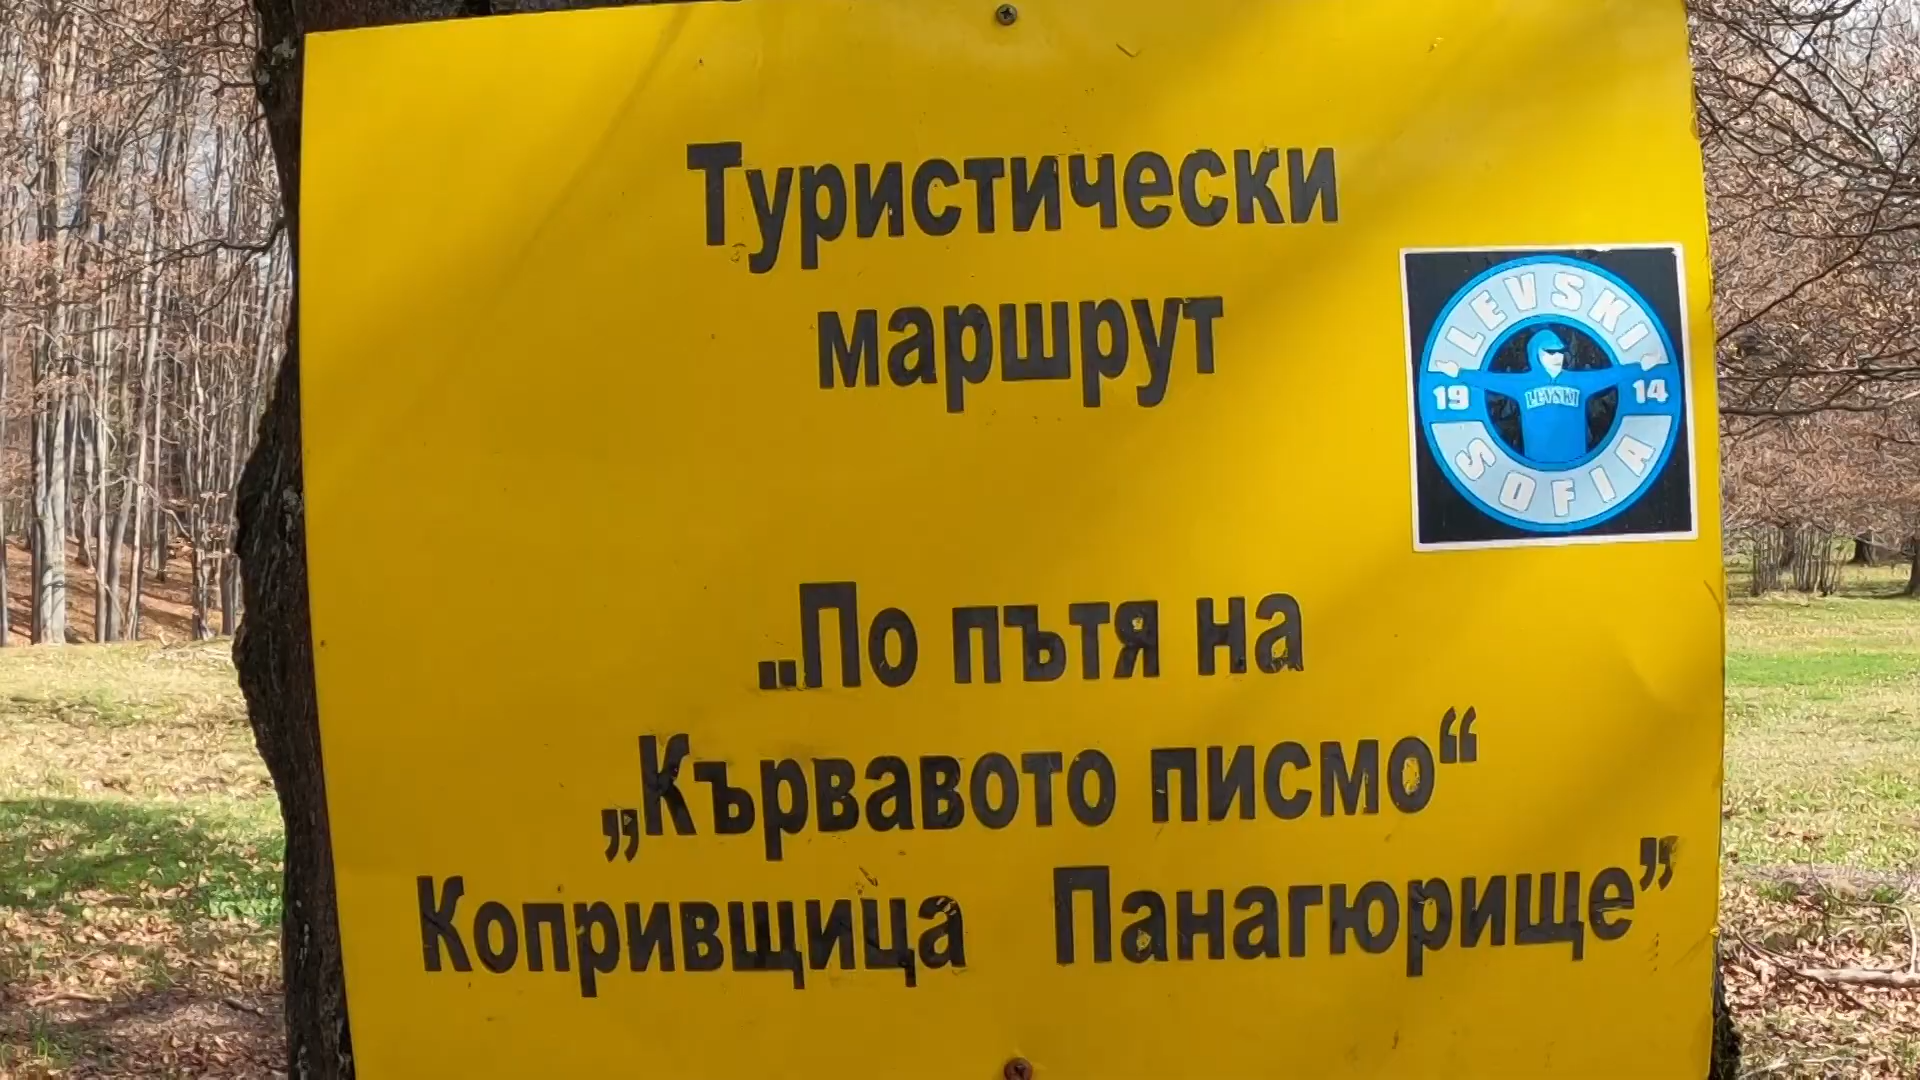 Туристически
маршрут
LEVSKI
19 14
LEVSKI
SOFIA
„По пътя на
„Кървавото писмо“
Копривщица Панагюрище”